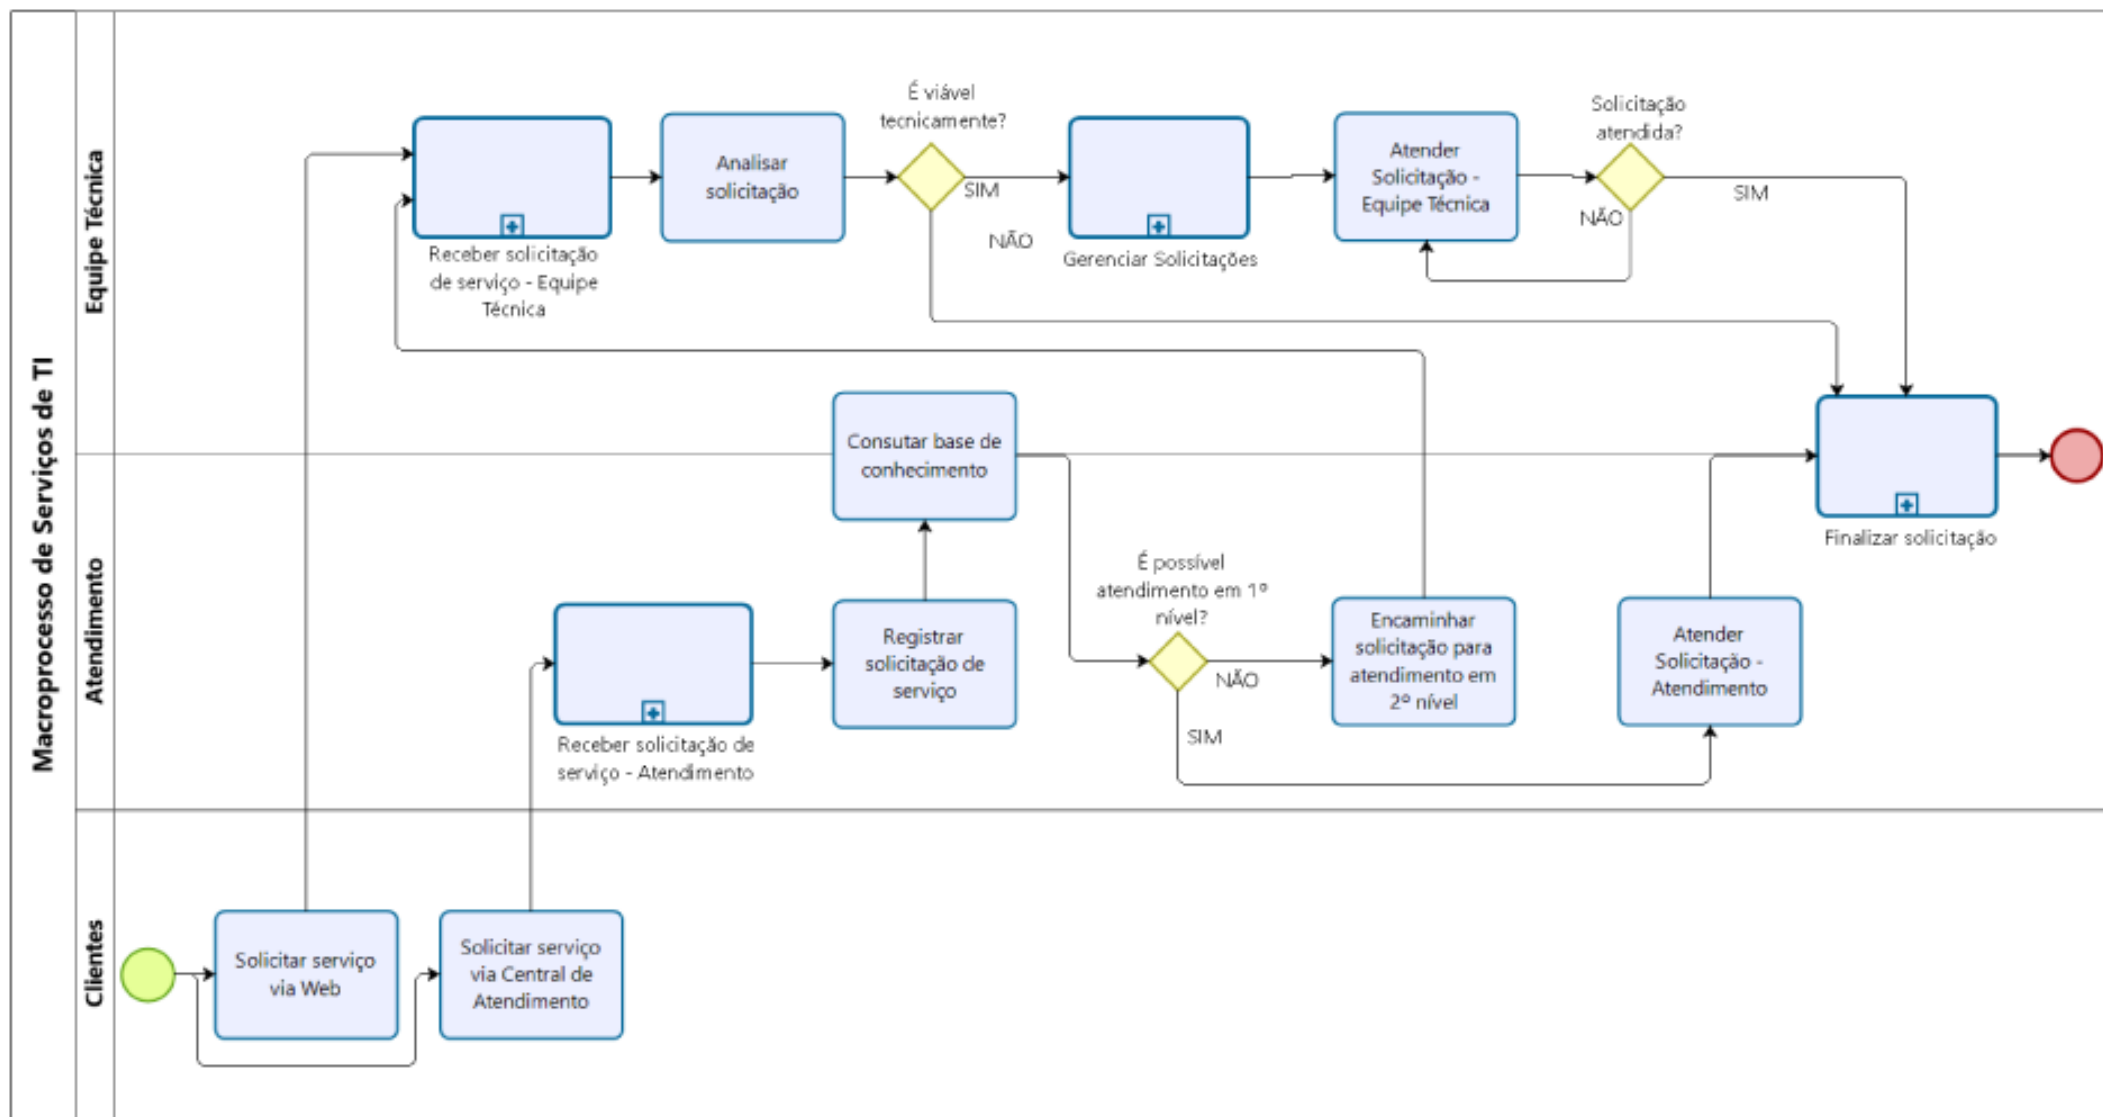 Macroprocesso de Serviços de TI
Equipe Técnica
É viável
tecnicamente?
Solicitação
atendida?
Analisar
solicitação
Atender
Solicitação -
Equipe Técnica
SIM
SIM
NÃO
NÃO
Receber solicitação
de serviço - Equipe
Técnica
Gerenciar Solicitações
Atendimento
Consutar base de
conhecimento
Finalizar solicitação
É possível
atendimento em 1º
nível?
Registrar
solicitação de
serviço
Encaminhar
solicitação para
atendimento em
2º nível
Atender
Solicitação -
Atendimento
NÃO
SIM
Receber solicitação de
serviço - Atendimento
Clientes
Solicitar serviço
via Web
Solicitar serviço
via Central de
Atendimento